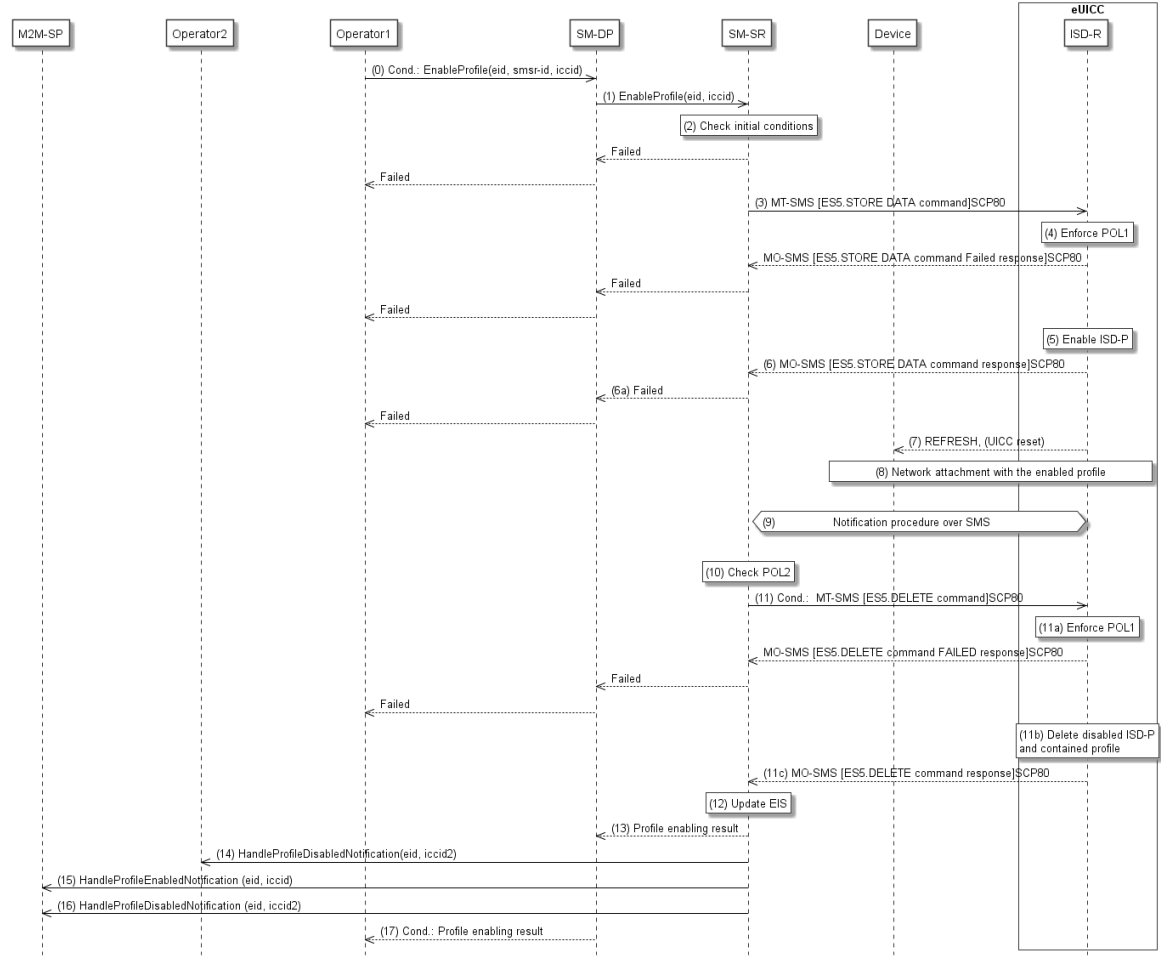 eUICC
M2M-SP
Operator2
Operator1
SM-DP
SM-SR
Device
ISD-R
(0) Cond.: EnableProfile(eid, smsr-id, iccid)
(1) EnableProfile(eid, iccid)
(2) Check initial conditions
Failed
Failed
(3) MT-SMS [ES5.STORE DATA command]SCP80
(4) Enforce POL1
MO-SMS [ES5.STORE DATA command Failed response]SCP80
Failed
Failed
(5) Enable ISD-P
(6) MO-SMS [ES5.STORE DATA command response]SCP80
(6a) Failed
Failed
(7) REFRESH, (UICC reset)
(8) Network attachment with the enabled profile
(9) Notification procedure over SMS
(10) Check POL2
(11) Cond.: MT-SMS [ES5.DELETE command]SCP80
(11a) Enforce POL1
MO-SMS [ES5.DELETE command FAILED response]SCP80
Failed
Failed
(11b) Delete disabled ISD-P
and contained profile
(11c) MO-SMS [ES5.DELETE command response]SCP80
(12) Update EIS
(13) Profile enabling result
(14) HandleProfileDisabledNotification(eid, iccid2)
(15) HandleProfileEnabledNotification (eid, iccid)
(16) HandleProfileDisabledNotification (eid, iccid2)
(17) Cond.: Profile enabling result